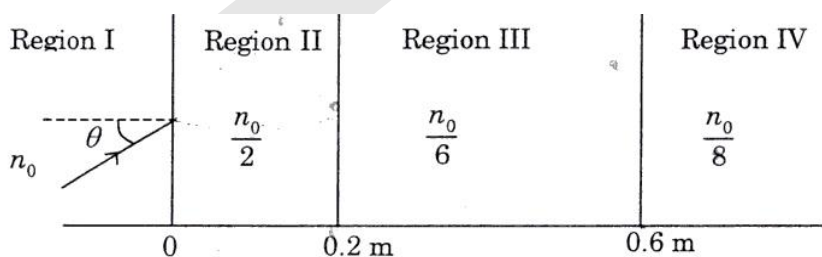 Region I Region II Region III Region IV
θ
n₀
n₀/2
n₀/6
n₀/8
0 0.2 m 0.6 m